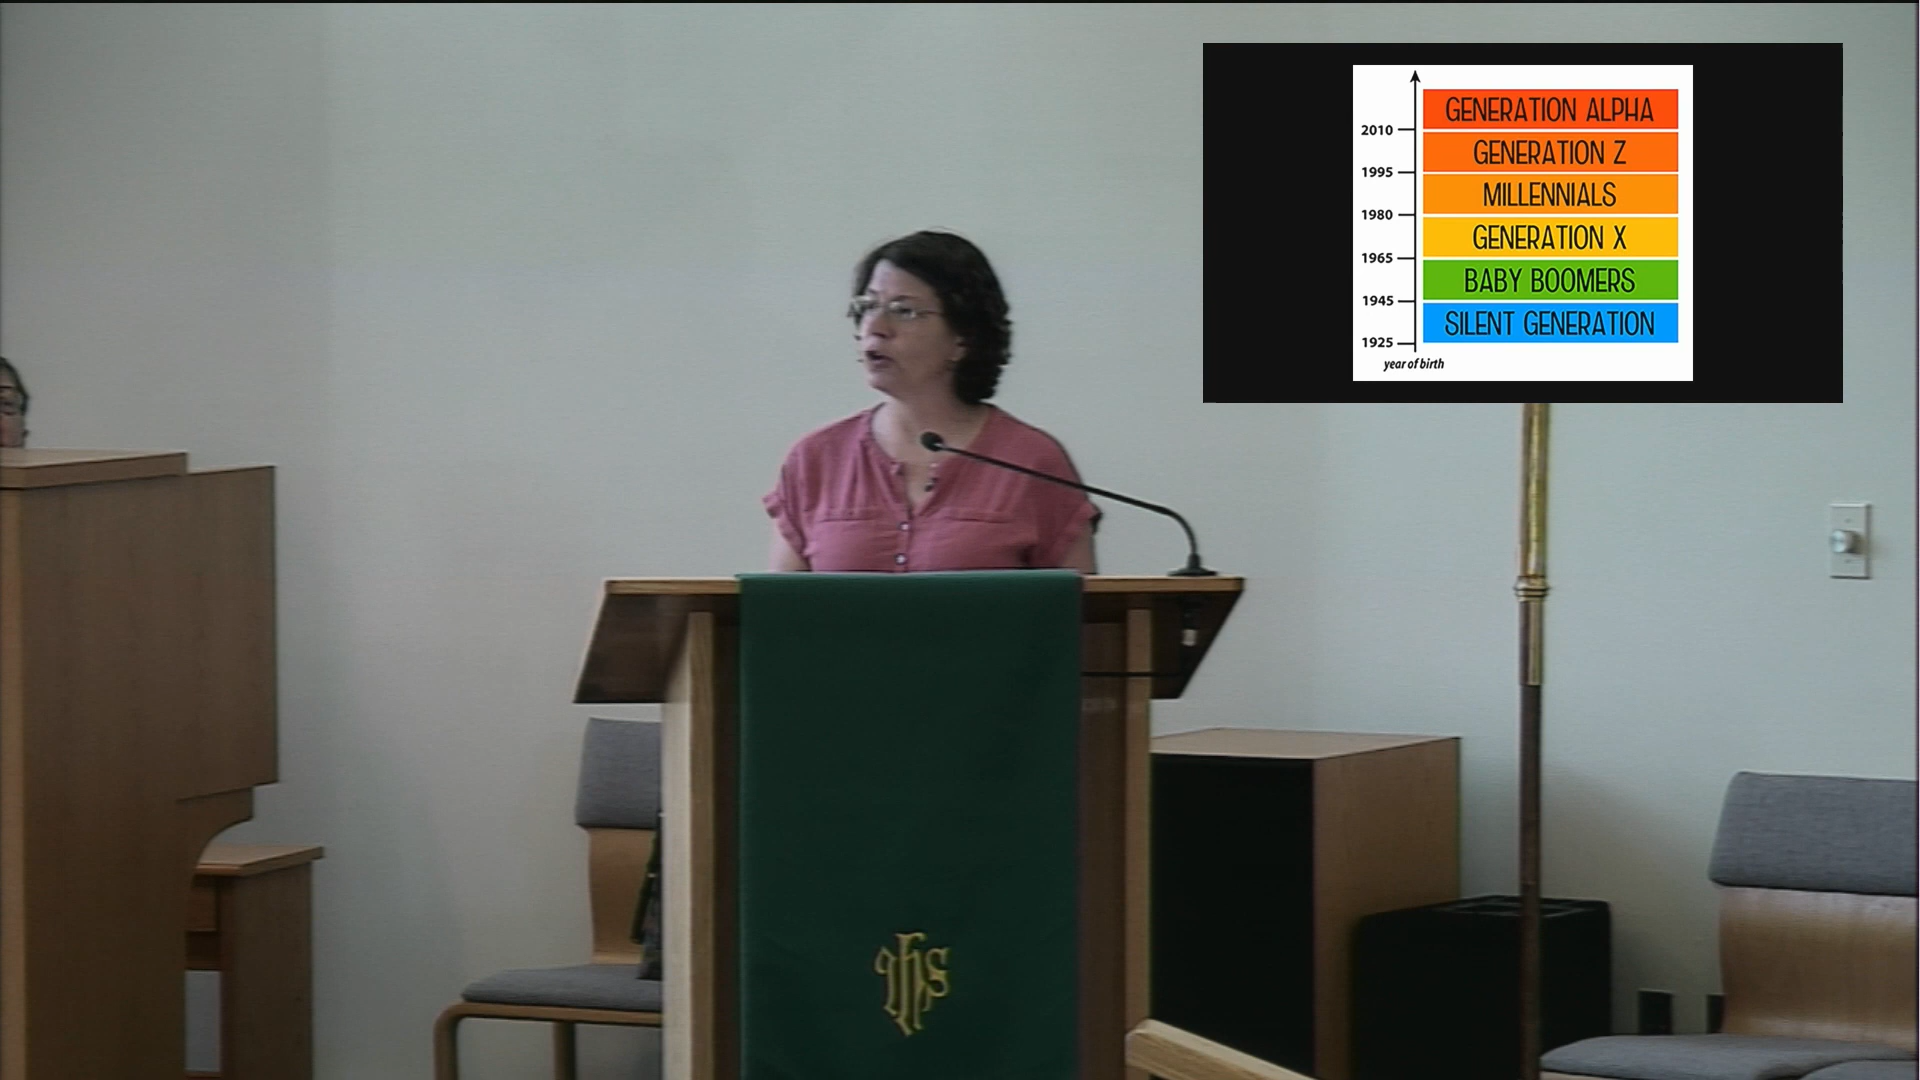 GENERATION ALPHA
2010
GENERATION Z
1995
MILLENNIALS
1980
GENERATION X
1965
BABY BOOMERS
1945
SILENT GENERATION
1925
year of birth
IHS